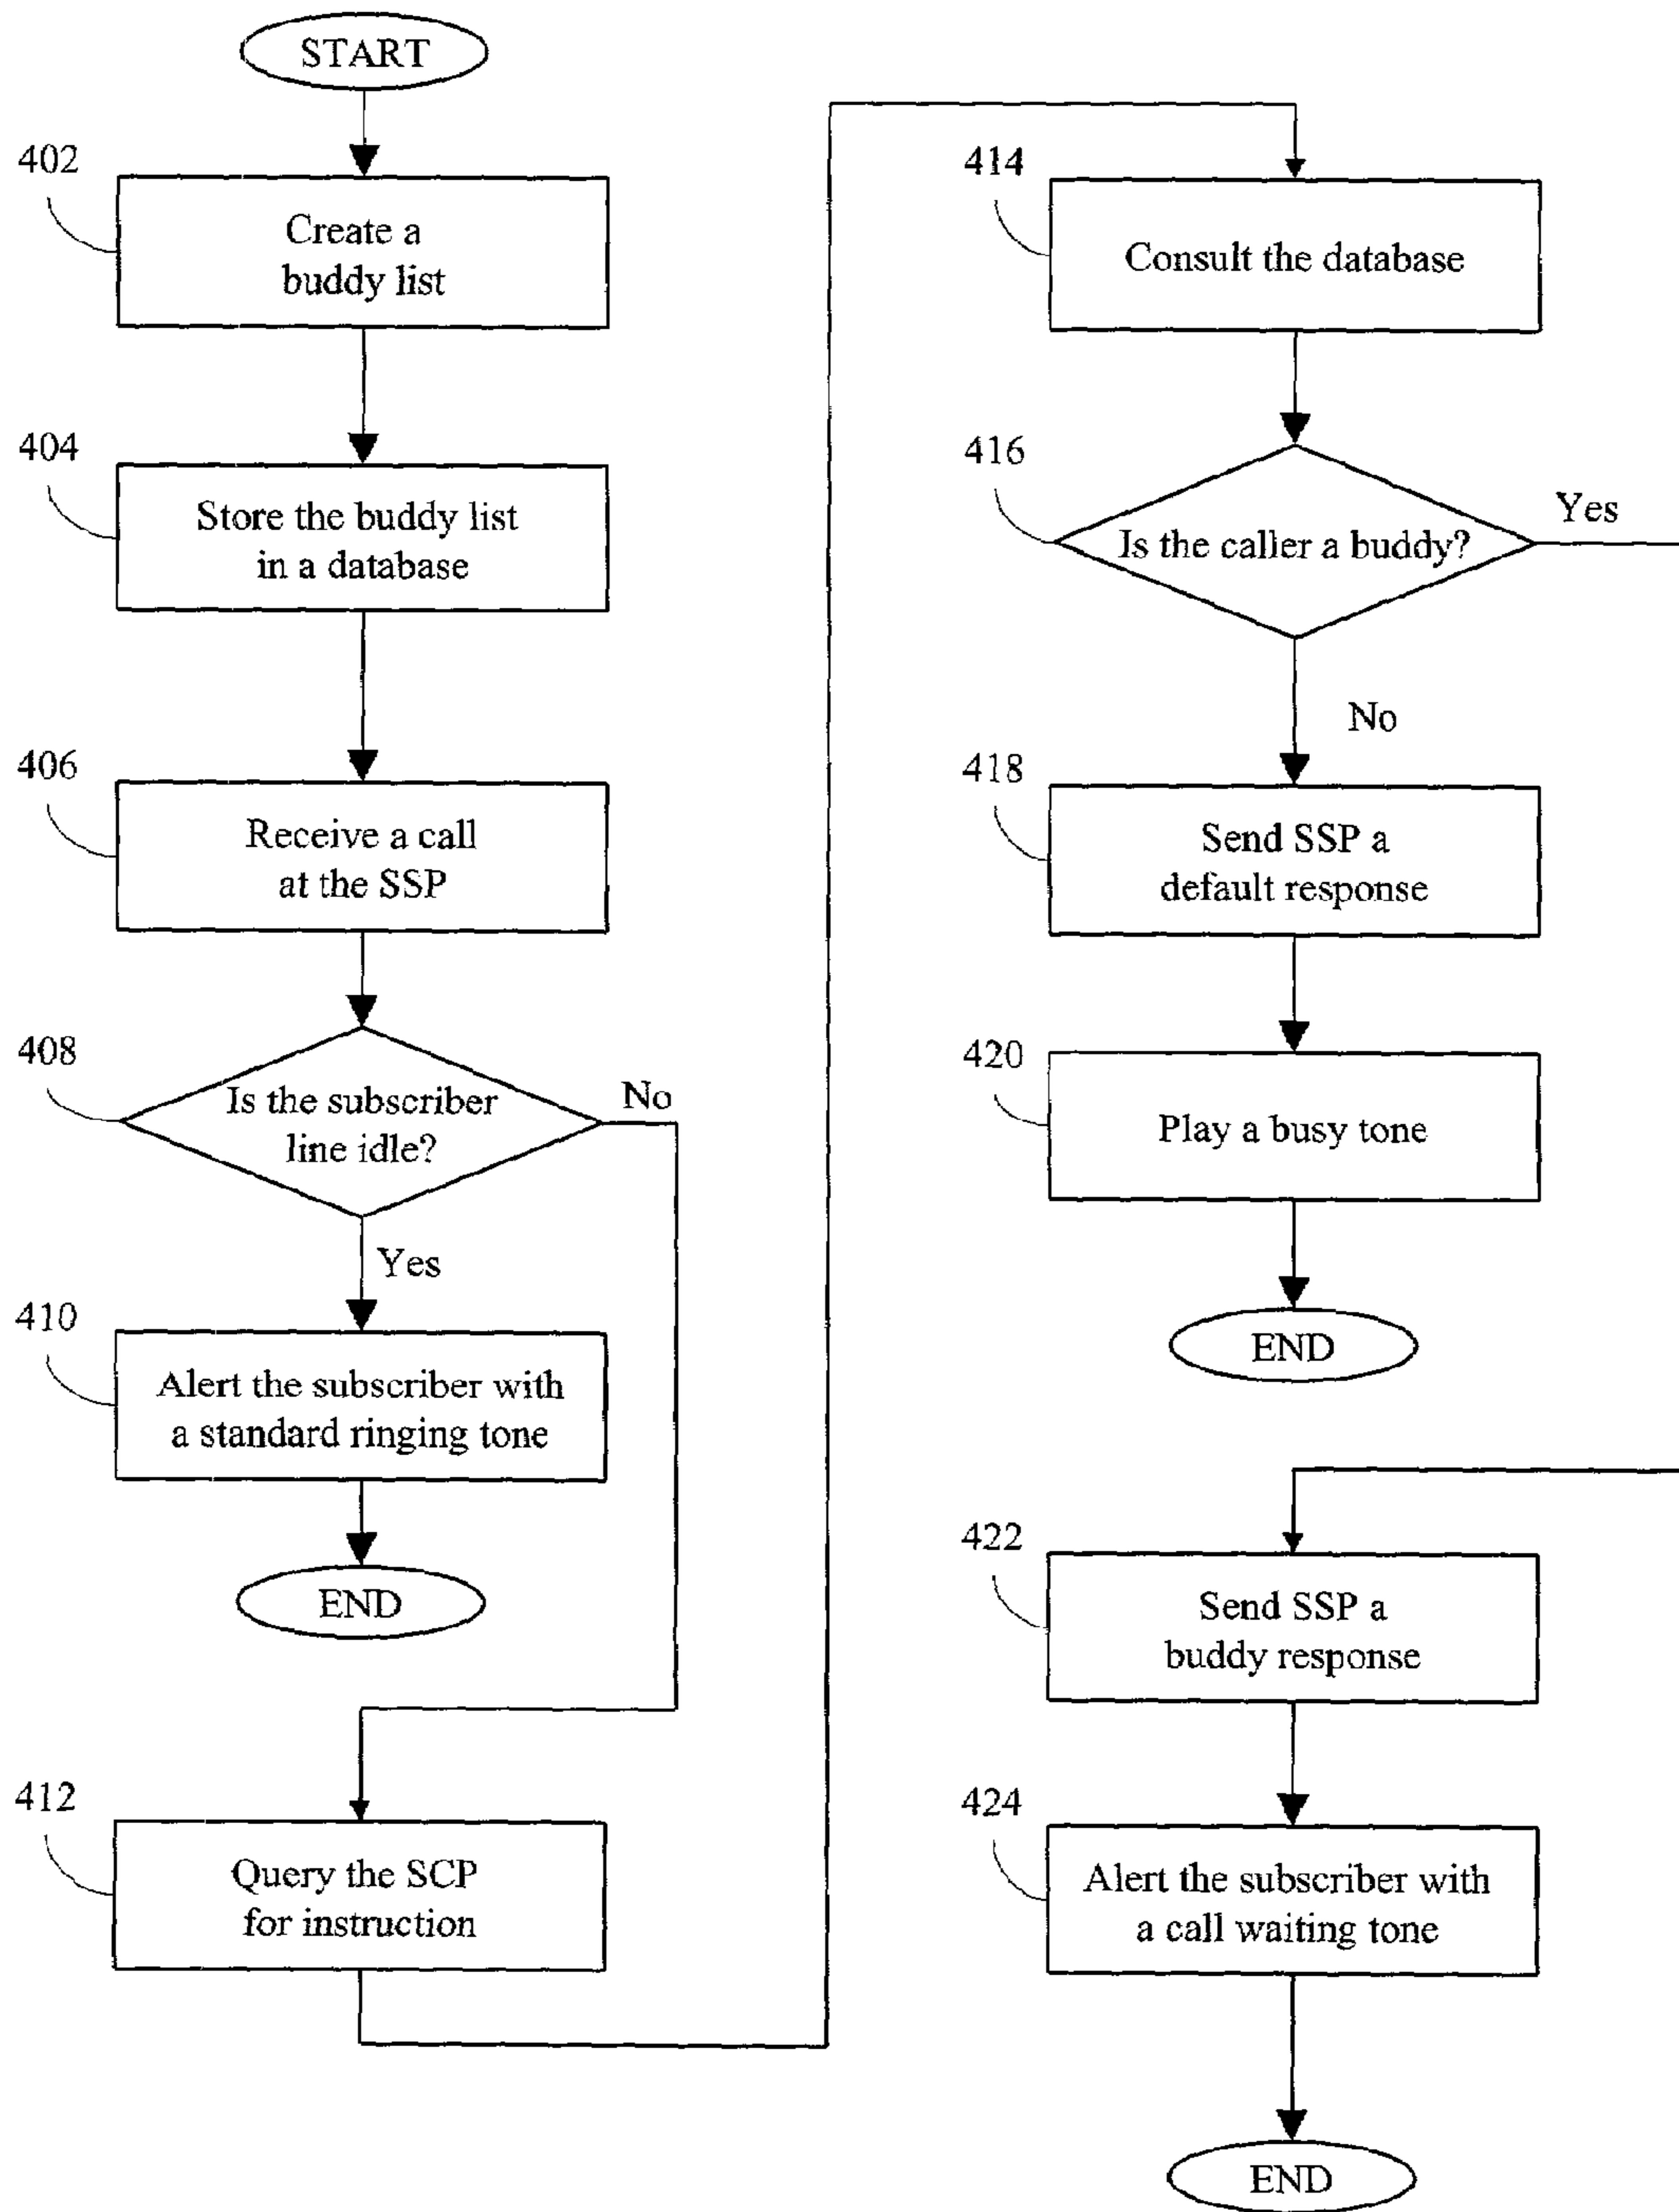 START
402
Create a
buddy list
404
Store the buddy list
in a database
406
Receive a call
at the SSP
408
Is the subscriber
line idle?
No
Yes
410
Alert the subscriber with
a standard ringing tone
END
412
Query the SCP
for instruction
414
Consult the database
416
Is the caller a buddy?
Yes
No
418
Send SSP a
default response
420
Play a busy tone
END
422
Send SSP a
buddy response
424
Alert the subscriber with
a call waiting tone
END